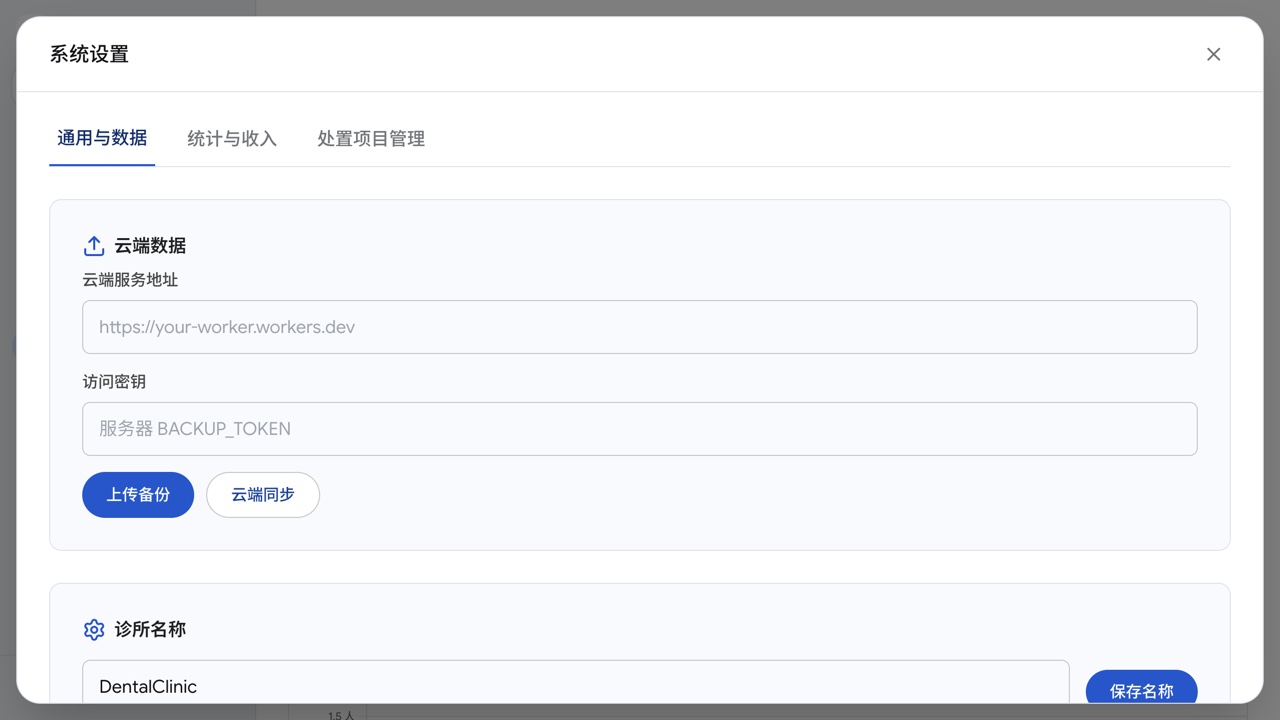 系统设置
通用与数据 统计与收入 处置项目管理
云端数据
云端服务地址
https://your-worker.workers.dev
访问密钥
服务器 BACKUP_TOKEN
上传备份 云端同步
诊所名称
DentalClinic
保存名称
1.5 人